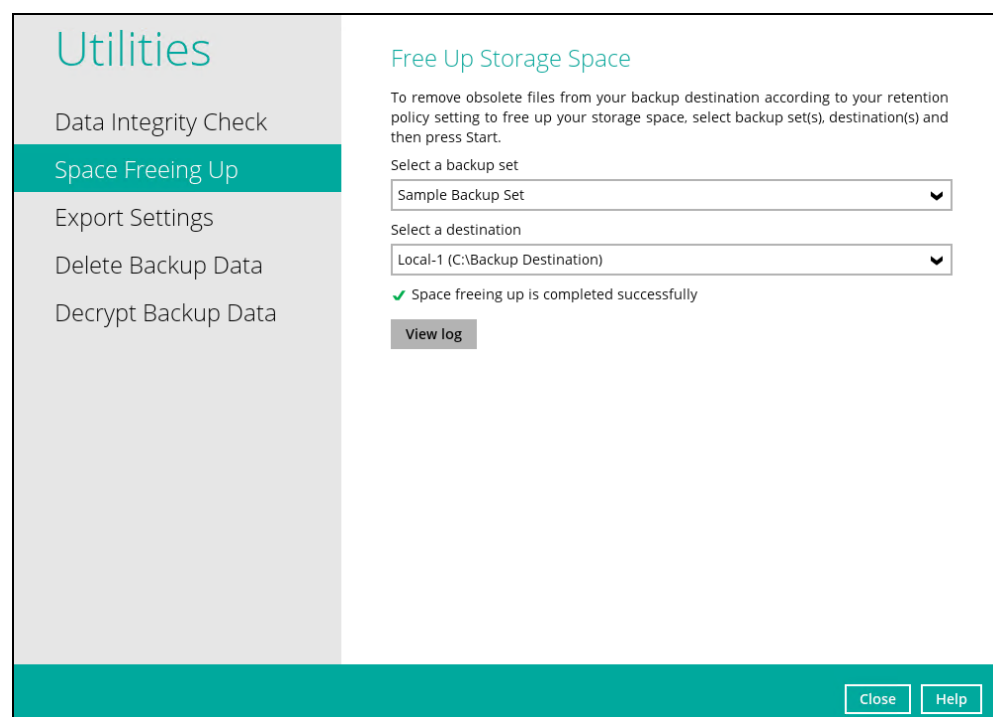 Utilities
Data Integrity Check
Space Freeing Up
Export Settings
Delete Backup Data
Decrypt Backup Data
Free Up Storage Space
To remove obsolete files from your backup destination according to your retention
policy setting to free up your storage space, select backup set(s), destination(s) and
then press Start.
Select a backup set
Sample Backup Set
Select a destination
Local-1 (C:\Backup Destination)
Space freeing up is completed successfully
View log
Close
Help